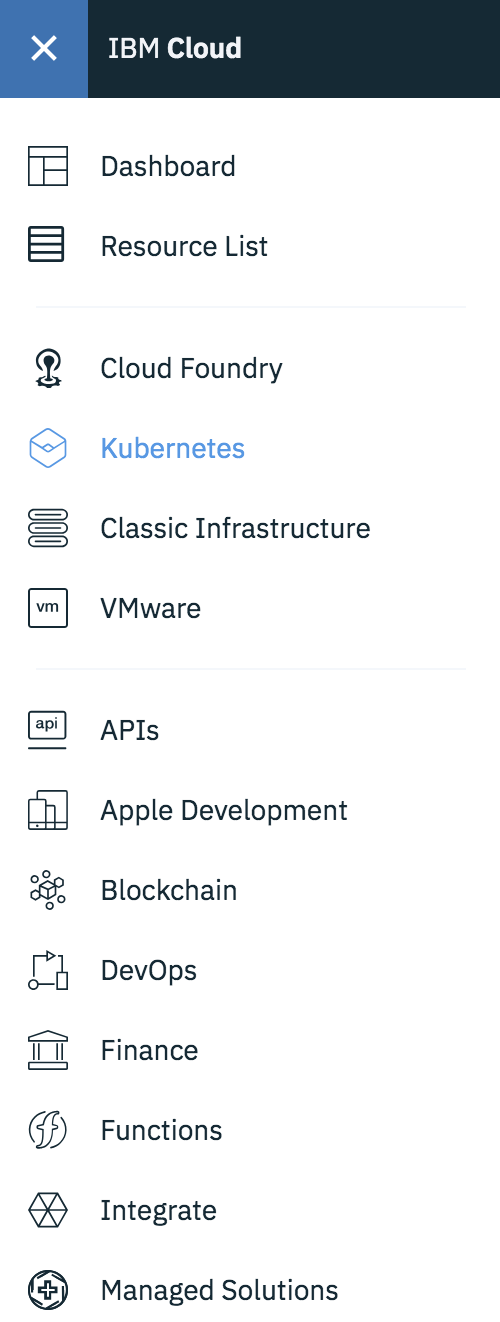 IBM Cloud
Dashboard
Resource List
Cloud Foundry
Kubernetes
Classic Infrastructure
vm
VMware
api
APIs
Apple Development
Blockchain
DevOps
Finance
Functions
Integrate
Managed Solutions